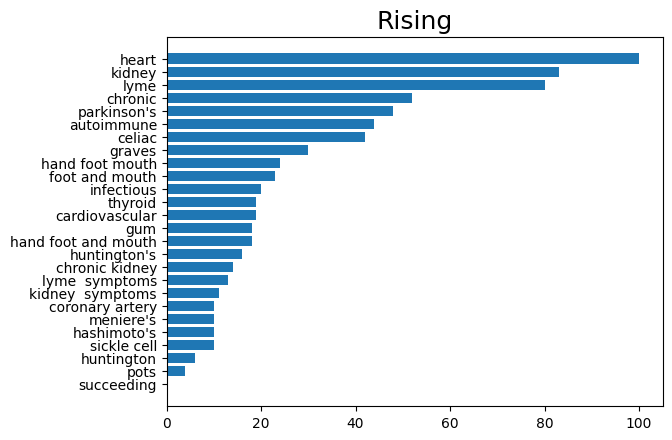 Rising
heart
kidney
lyme
chronic
parkinson's
autoimmune
celiac
graves
hand foot mouth
foot and mouth
infectious
thyroid
cardiovascular
gum
hand foot and mouth
huntington's
chronic kidney
lyme  symptoms
kidney  symptoms
coronary artery
meniere's
hashimoto's
sickle cell
huntington
pots
succeeding
0 20 40 60 80 100